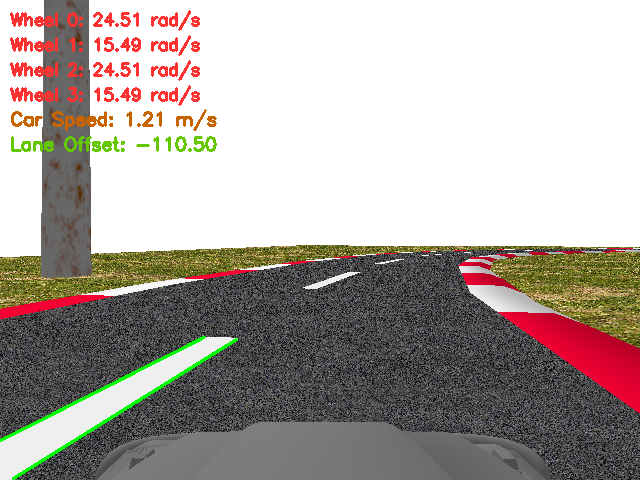 Wheel 0: 24.51 rad/s
Wheel 1: 15.49 rad/s
Wheel 2: 24.51 rad/s
Wheel 3: 15.49 rad/s
Car Speed: 1.21 m/s
Lane Offset: -110.50